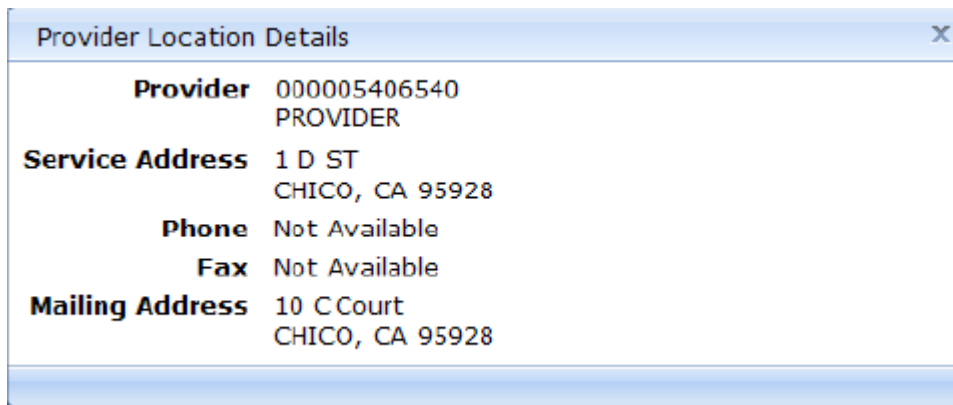 Provider Location Details X
Provider 000005406540
PROVIDER
Service Address 1 D ST
CHICO, CA 95928
Phone Not Available
Fax Not Available
Mailing Address 10 C Court
CHICO, CA 95928